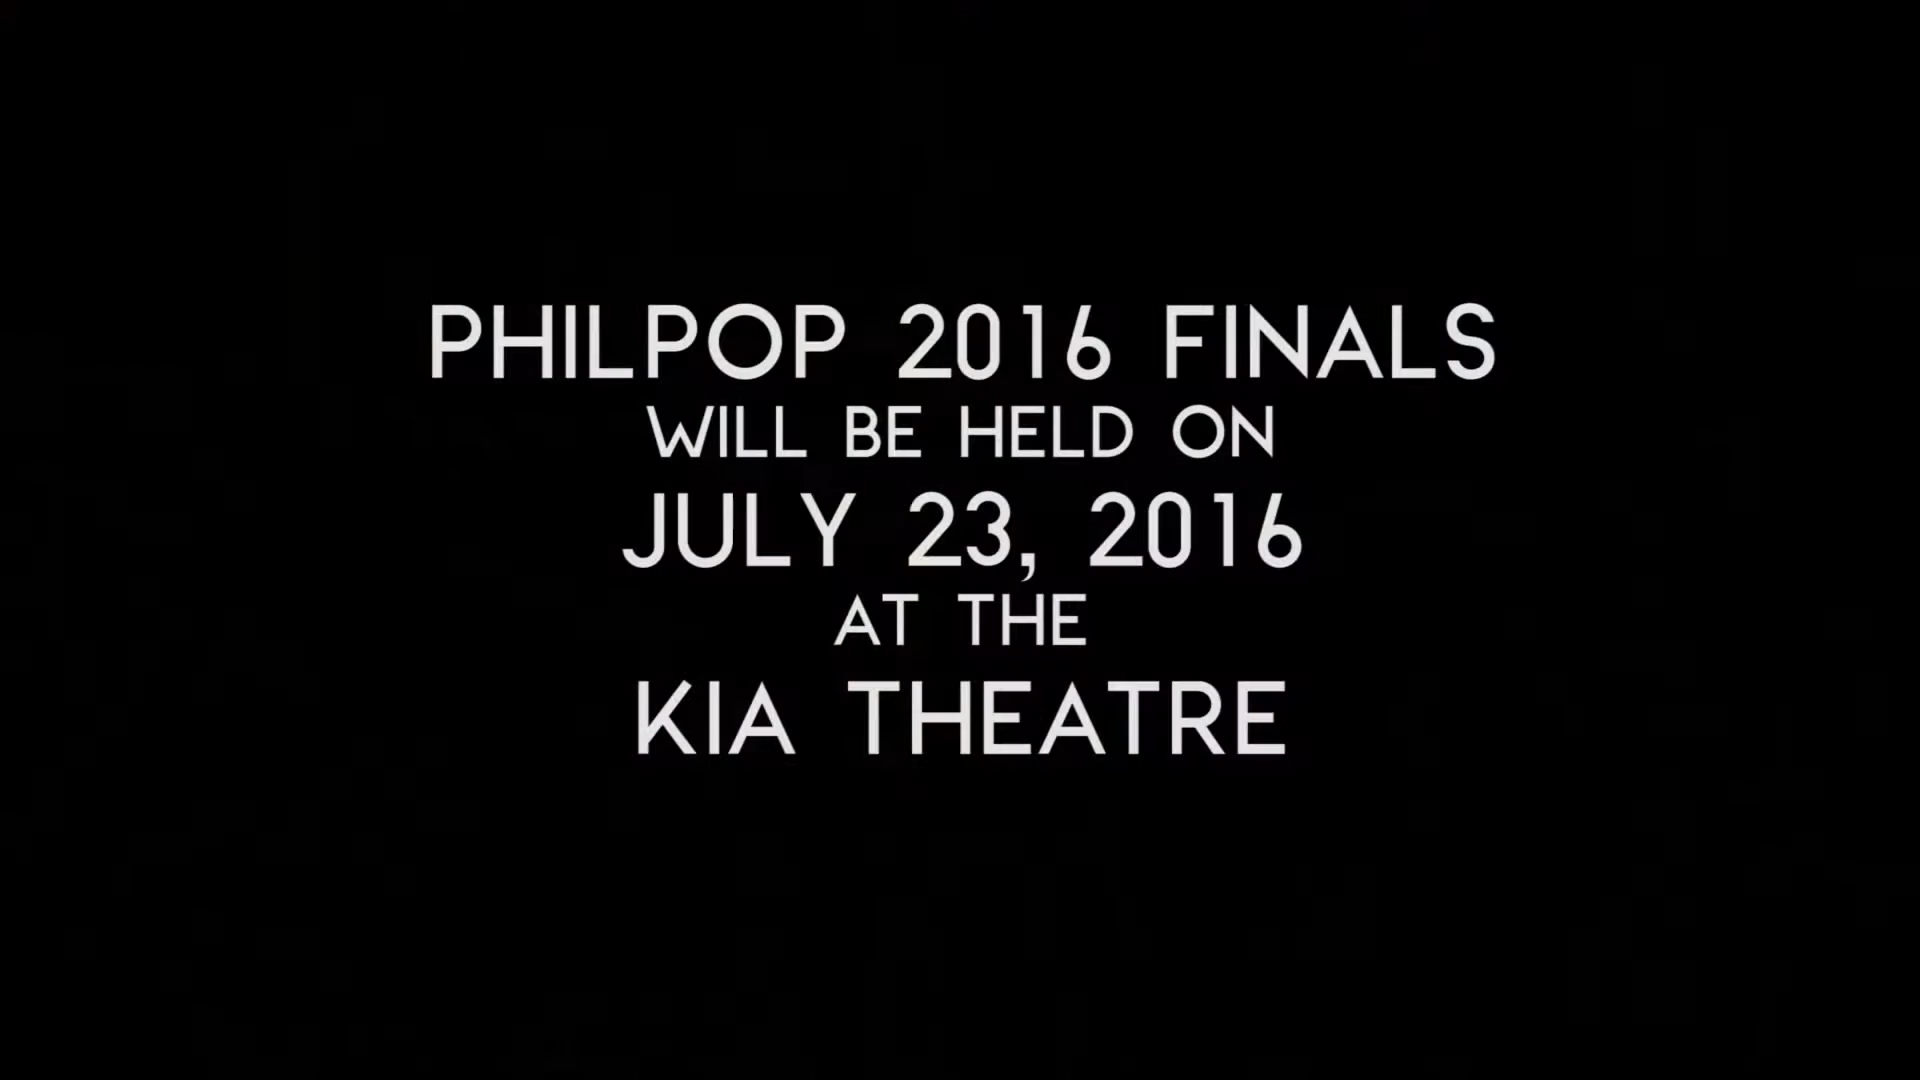 PHILPOP 2016 FINALS
WILL BE HELD ON
JULY 23, 2016
AT THE
KIA THEATRE